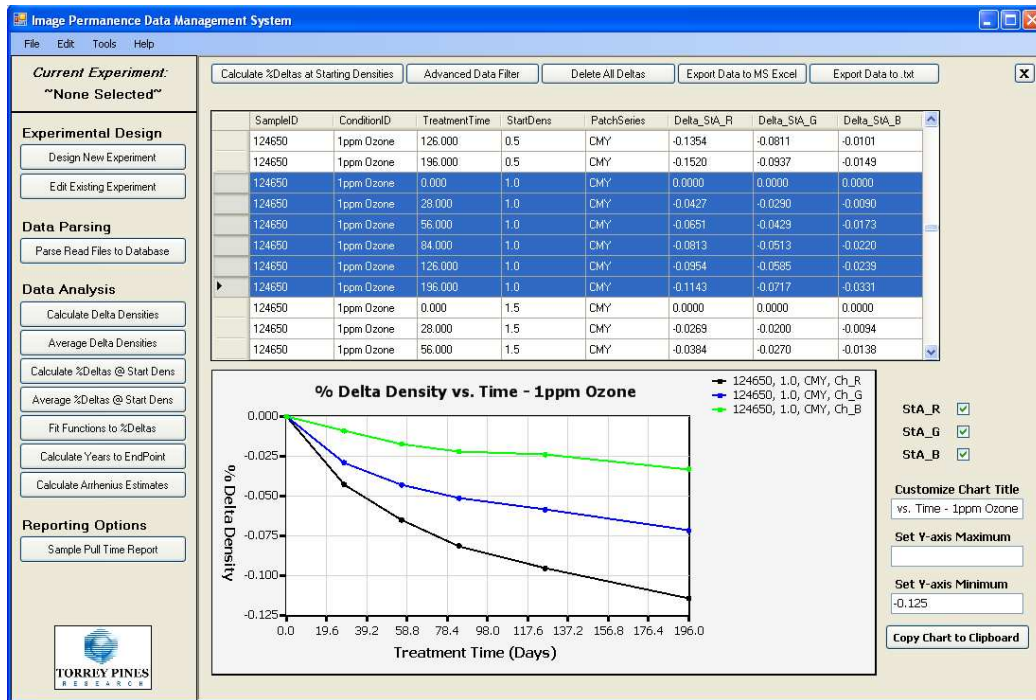 Image Permanence Data Management System
File Edit Tools Help
Current Experiment:
~None Selected~
Experimental Design
Design New Experiment
Edit Existing Experiment
Data Parsing
Parse Read Files to Database
Data Analysis
Calculate Delta Densities
Average Delta Densities
Calculate %Deltas @ Start Dens
Average %Deltas @ Start Dens
Fit Functions to %Deltas
Calculate Years to EndPoint
Calculate Arrhenius Estimates
Reporting Options
Sample Pull Time Report
TORREY PINES
RESEARCH
Calculate %Deltas at Starting Densities Advanced Data Filter Delete All Deltas Export Data to MS Excel Export Data to .txt X
SampleID ConditionID TreatmentTime StartDens PatchSeries Delta_StA_R Delta_StA_G Delta_StA_B
124650 1ppm Ozone 126.000 0.5 CMY -0.1354 -0.0811 -0.0101
124650 1ppm Ozone 196.000 0.5 CMY -0.1520 -0.0937 -0.0149
124650 1ppm Ozone 0.000 1.0 CMY 0.0000 0.0000 0.0000
124650 1ppm Ozone 28.000 1.0 CMY -0.0427 -0.0290 -0.0090
124650 1ppm Ozone 56.000 1.0 CMY -0.0651 -0.0429 -0.0173
124650 1ppm Ozone 84.000 1.0 CMY -0.0813 -0.0513 -0.0220
124650 1ppm Ozone 126.000 1.0 CMY -0.0954 -0.0585 -0.0239
124650 1ppm Ozone 196.000 1.0 CMY -0.1143 -0.0717 -0.0331
124650 1ppm Ozone 0.000 1.5 CMY 0.0000 0.0000 0.0000
124650 1ppm Ozone 28.000 1.5 CMY -0.0269 -0.0200 -0.0094
124650 1ppm Ozone 56.000 1.5 CMY -0.0384 -0.0270 -0.0138
% Delta Density vs. Time - 1ppm Ozone
124650, 1.0, CMY, Ch_R
124650, 1.0, CMY, Ch_G
124650, 1.0, CMY, Ch_B
% Delta Density
0.000
-0.025
-0.050
-0.075
-0.100
-0.125
0.0 19.6 39.2 58.8 78.4 98.0 117.6 137.2 156.8 176.4 196.0
Treatment Time (Days)
StA_R
StA_G
StA_B
Customize Chart Title
vs. Time - 1ppm Ozone
Set Y-axis Maximum
Set Y-axis Minimum
-0.125
Copy Chart to Clipboard